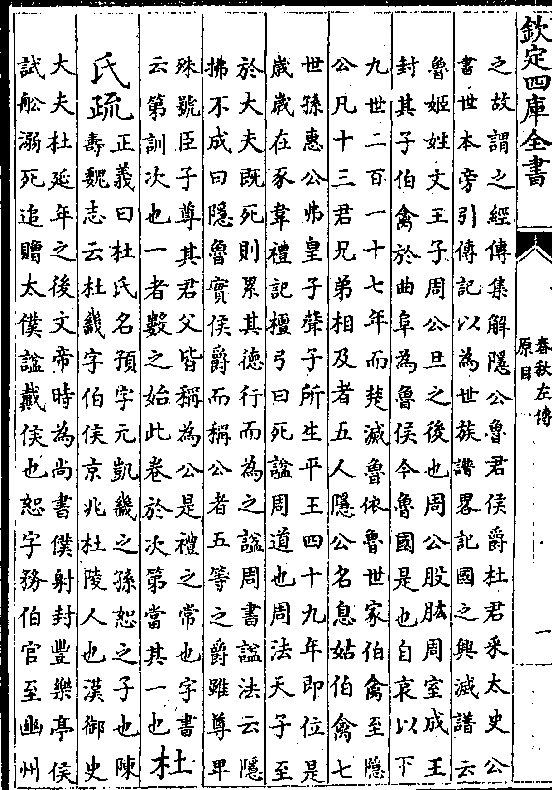 欽定四庫全書
春秋左傳
原目
一
之故謂之經傳集解隱公魯君侯爵杜君采太史公
書世本旁引傳記以為世族譜畧記國之興滅譜云
魯姬姓文王子周公旦之後也周公股肱周室成王
封其子伯禽於曲阜為魯侯今魯國是也自哀以下
九世二百一十七年而楚滅魯依魯世家伯禽至隱
公凡十三君兄弟相及者五人隱公名息姑伯禽七
世孫惠公弗皇子聲子所生平王四十九年即位是
歲歲在豕韋禮記檀弓曰死謚周道也周法天子至
於大夫既死則累其德行而為之謚周書謚法云隱
拂不成曰隱魯實侯爵而稱公者五等之爵雖尊卑
殊號臣子尊其君父皆稱為公是禮之常也字書
云第訓次也一者數之始此卷於次第當其一也
杜
氏疏
正義曰杜氏名預字元凱畿之孫恕之子也陳
壽魏志云杜畿字伯侯京兆杜陵人也漢御史
大夫杜延年之後文帝時為尚書僕射封豐樂亭侯
試船溺死追贈太僕謚戴侯也恕字務伯官至幽州